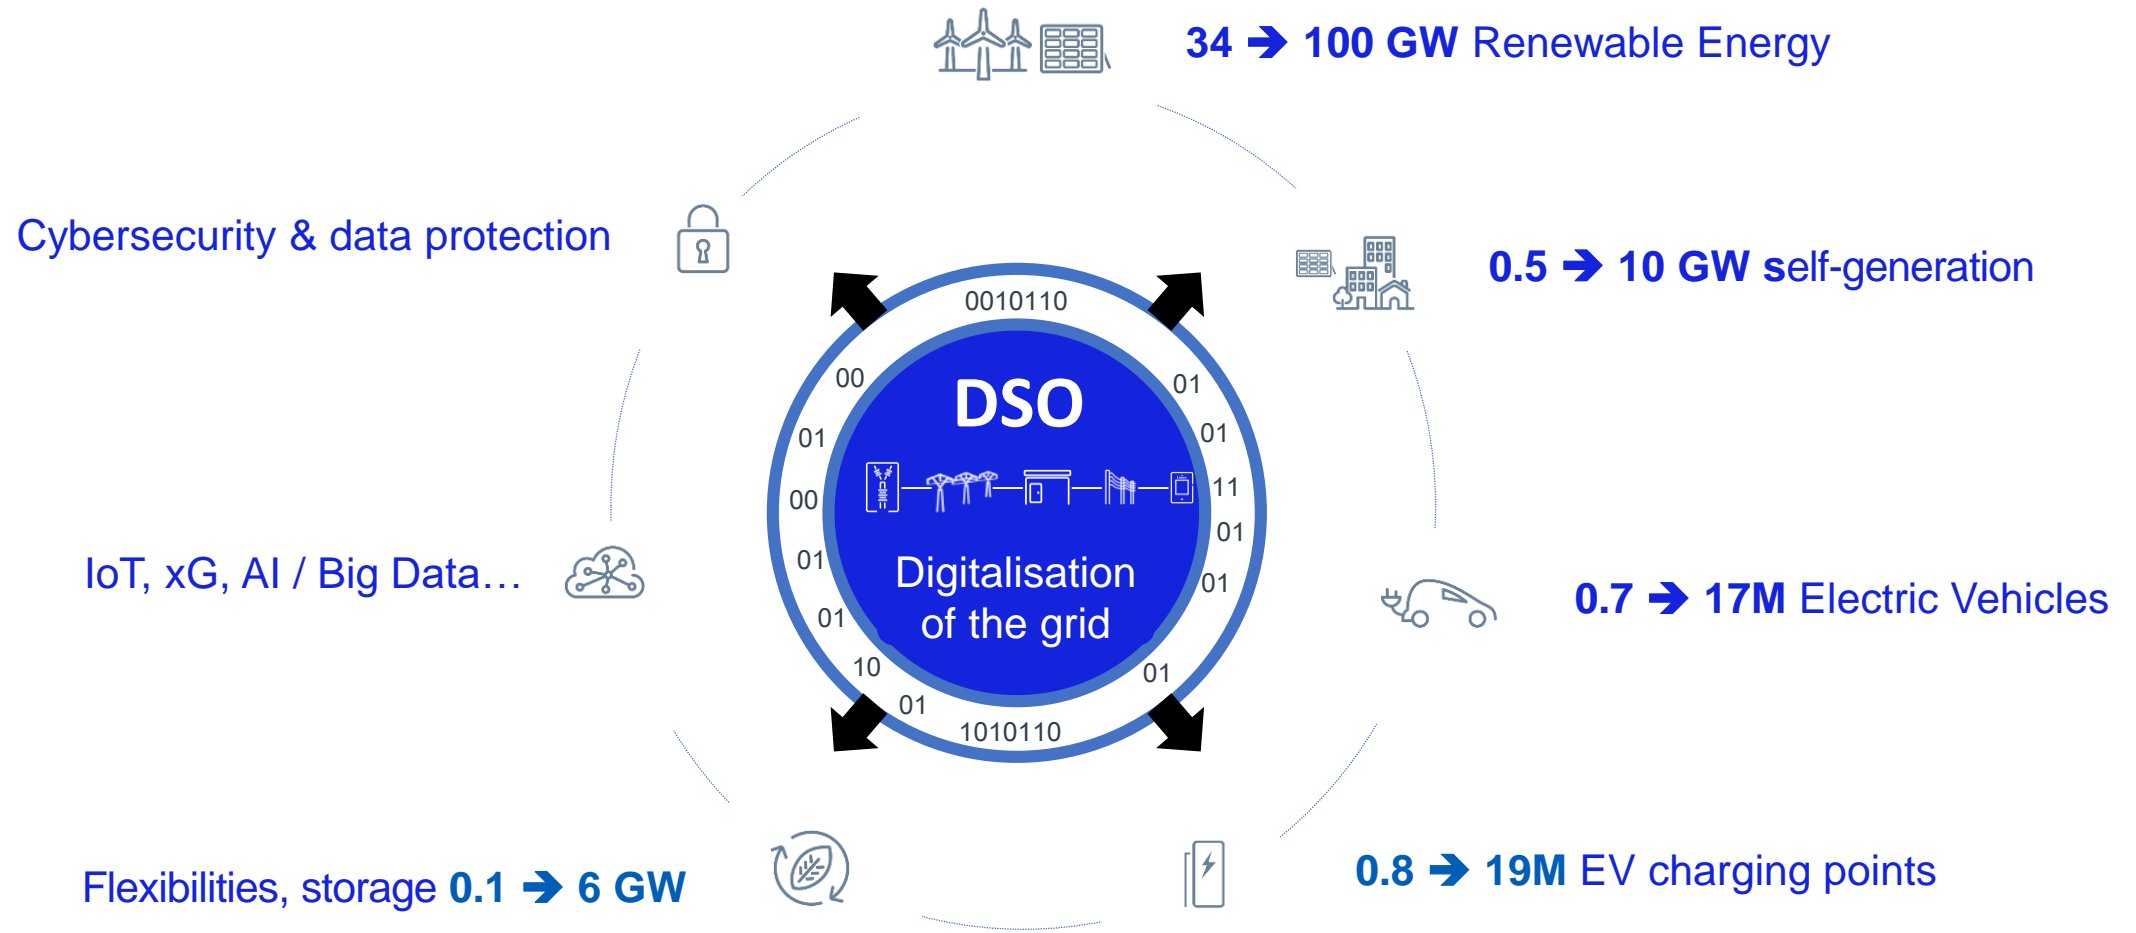 34 ➔ 100 GW Renewable Energy
Cybersecurity & data protection
0.5 ➔ 10 GW self-generation
0010110
00
01
DSO
01
01
00
11
01
01
Digitalisation
of the grid
01
IoT, xG, AI / Big Data…
0.7 ➔ 17M Electric Vehicles
01
10
01
01
1010110
Flexibilities, storage 0.1 ➔ 6 GW
0.8 ➔ 19M EV charging points